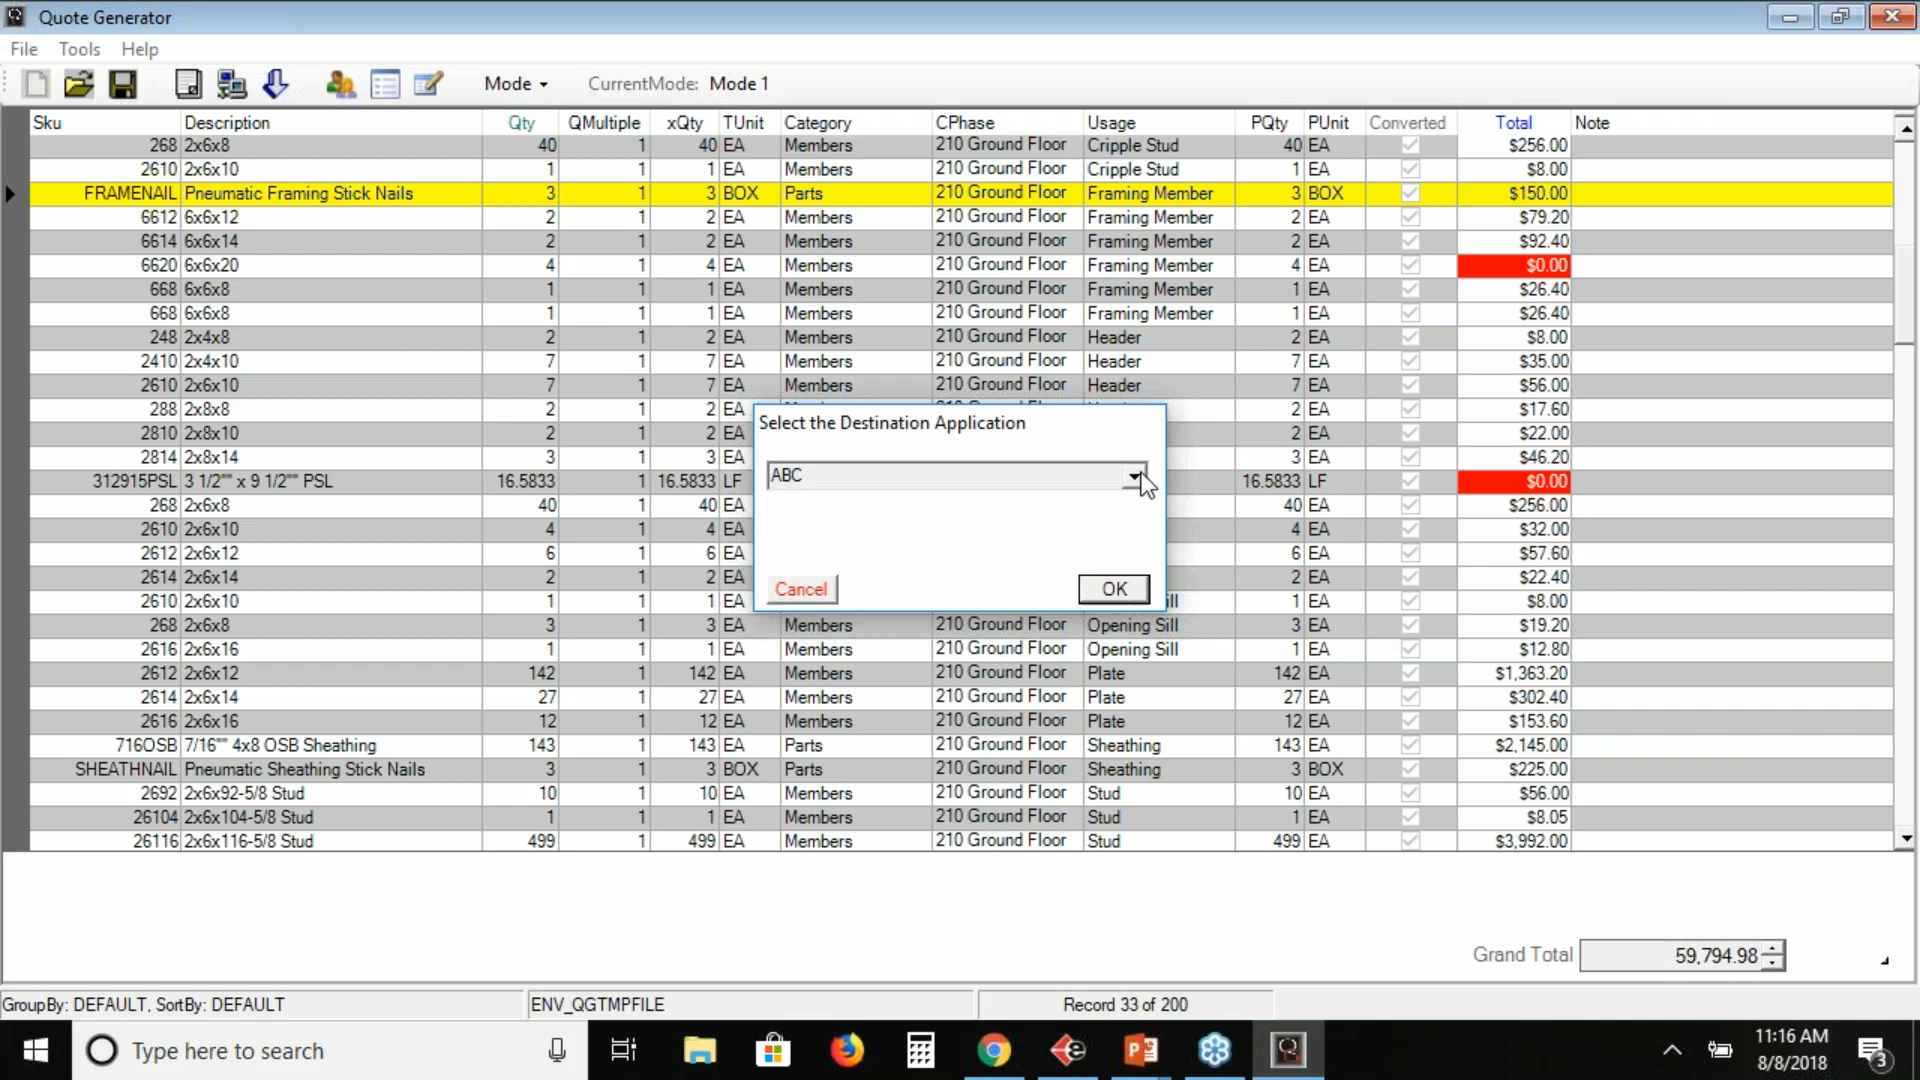 Quote Generator
File Tools Help
Mode CurrentMode: Mode 1
Sku Description Qty QMultiple xQty TUnit Category CPhase Usage PQty PUnit Converted Total Note
268 2x6x8 40 1 40 EA Members 210 Ground Floor Cripple Stud 40 EA $256.00
2610 2x6x10 1 1 1 EA Members 210 Ground Floor Cripple Stud 1 EA $8.00
FRAMENAIL Pneumatic Framing Stick Nails 3 1 3 BOX Parts 210 Ground Floor Framing Member 3 BOX $150.00
6612 6x6x12 2 1 2 EA Members 210 Ground Floor Framing Member 2 EA $79.20
6614 6x6x14 2 1 2 EA Members 210 Ground Floor Framing Member 2 EA $92.40
6620 6x6x20 4 1 4 EA Members 210 Ground Floor Framing Member 4 EA $0.00
668 6x6x8 1 1 1 EA Members 210 Ground Floor Framing Member 1 EA $26.40
668 6x6x8 1 1 1 EA Members 210 Ground Floor Framing Member 1 EA $26.40
248 2x4x8 2 1 2 EA Members 210 Ground Floor Header 2 EA $8.00
2410 2x4x10 7 1 7 EA Members 210 Ground Floor Header 7 EA $35.00
2610 2x6x10 7 1 7 EA Members 210 Ground Floor Header 7 EA $56.00
288 2x8x8 2 1 2 EA 2 EA $17.60
2810 2x8x10 2 1 2 EA 2 EA $22.00
2814 2x8x14 3 1 3 EA 3 EA $46.20
312915PSL 3 1/2"" x 9 1/2"" PSL 16.5833 1 16.5833 LF 16.5833 LF $0.00
268 2x6x8 40 1 40 EA 40 EA $256.00
2610 2x6x10 4 1 4 EA 4 EA $32.00
2612 2x6x12 6 1 6 EA 6 EA $57.60
2614 2x6x14 2 1 2 EA 2 EA $22.40
2610 2x6x10 1 1 1 EA ill 1 EA $8.00
268 2x6x8 3 1 3 EA Members 210 Ground Floor Opening Sill 3 EA $19.20
2616 2x6x16 1 1 1 EA Members 210 Ground Floor Opening Sill 1 EA $12.80
2612 2x6x12 142 1 142 EA Members 210 Ground Floor Plate 142 EA $1,363.20
2614 2x6x14 27 1 27 EA Members 210 Ground Floor Plate 27 EA $302.40
2616 2x6x16 12 1 12 EA Members 210 Ground Floor Plate 12 EA $153.60
716OSB 7/16"" 4x8 OSB Sheathing 143 1 143 EA Parts 210 Ground Floor Sheathing 143 EA $2,145.00
SHEATHNAIL Pneumatic Sheathing Stick Nails 3 1 3 BOX Parts 210 Ground Floor Sheathing 3 BOX $225.00
2692 2x6x92-5/8 Stud 10 1 10 EA Members 210 Ground Floor Stud 10 EA $56.00
26104 2x6x104-5/8 Stud 1 1 1 EA Members 210 Ground Floor Stud 1 EA $8.05
26116 2x6x116-5/8 Stud 499 1 499 EA Members 210 Ground Floor Stud 499 EA $3,992.00
Select the Destination Application
ABC
Cancel OK
Grand Total 59,794.98
GroupBy: DEFAULT, SortBy: DEFAULT ENV_QGTMPFILE Record 33 of 200
Type here to search
11:16 AM
8/8/2018
3